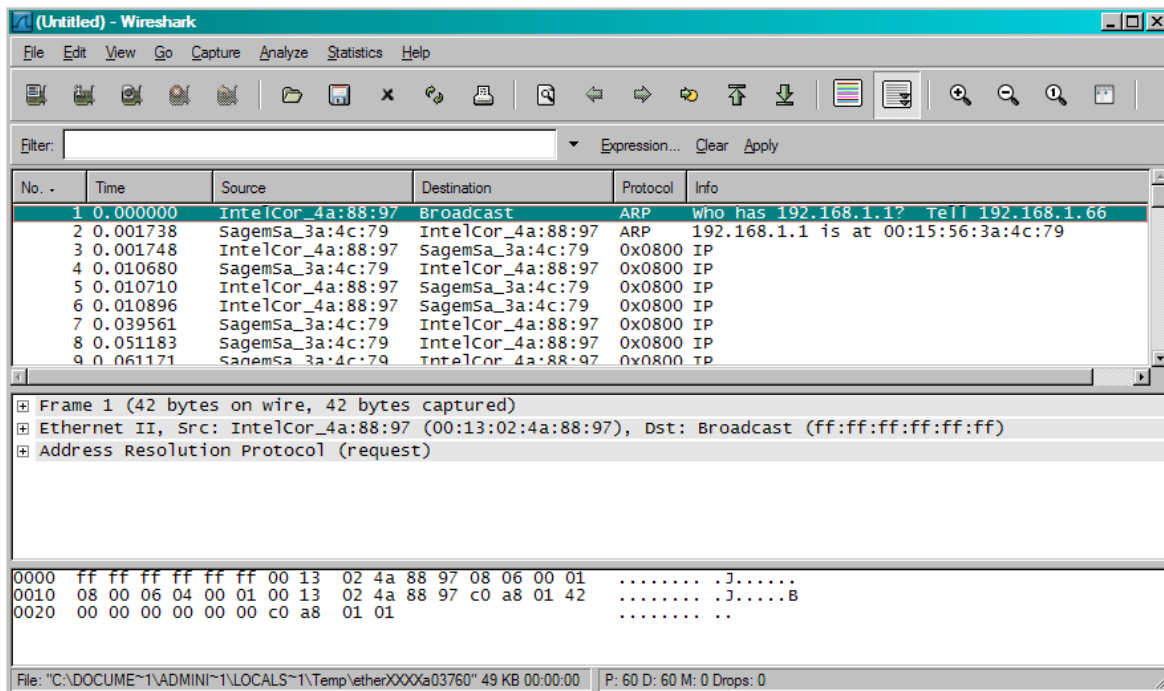 (Untitled) - Wireshark
File Edit View Go Capture Analyze Statistics Help
Filter: Expression... Clear Apply
No. Time Source Destination Protocol Info
1 0.000000 IntelCor_4a:88:97 Broadcast ARP Who has 192.168.1.1? Tell 192.168.1.66
2 0.001738 SagemSa_3a:4c:79 IntelCor_4a:88:97 ARP 192.168.1.1 is at 00:15:56:3a:4c:79
3 0.001748 IntelCor_4a:88:97 SagemSa_3a:4c:79 0x0800 IP
4 0.010680 SagemSa_3a:4c:79 IntelCor_4a:88:97 0x0800 IP
5 0.010710 IntelCor_4a:88:97 SagemSa_3a:4c:79 0x0800 IP
6 0.010896 IntelCor_4a:88:97 SagemSa_3a:4c:79 0x0800 IP
7 0.039561 SagemSa_3a:4c:79 IntelCor_4a:88:97 0x0800 IP
8 0.051183 SagemSa_3a:4c:79 IntelCor_4a:88:97 0x0800 IP
9 0.061171 SagemSa_3a:4c:79 IntelCor_4a:88:97 0x0800 IP
Frame 1 (42 bytes on wire, 42 bytes captured)
Ethernet II, Src: IntelCor_4a:88:97 (00:13:02:4a:88:97), Dst: Broadcast (ff:ff:ff:ff:ff:ff)
Address Resolution Protocol (request)
0000 ff ff ff ff ff ff 00 13 02 4a 88 97 08 06 00 01 ........ .J......
0010 08 00 06 04 00 01 00 13 02 4a 88 97 c0 a8 01 42 ........ .J.....B
0020 00 00 00 00 00 00 c0 a8 01 01 ........ ..
File: "C:\DOCUME~1\ADMINI~1\LOCALS~1\Temp\etherXXXXa03760" 49 KB 00:00:00 P: 60 D: 60 M: 0 Drops: 0